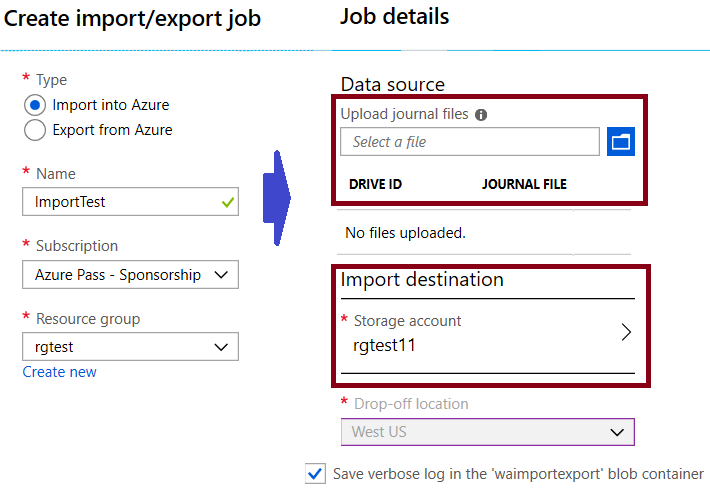 Create import/export job
* Type
Import into Azure
Export from Azure
* Name
ImportTest
* Subscription
Azure Pass - Sponsorship
* Resource group
rgtest
Create new
Job details
Data source
Upload journal files
Select a file
DRIVE ID JOURNAL FILE
No files uploaded.
Import destination
* Storage account
rgtest11
* Drop-off location
West US
Save verbose log in the 'waimportexport' blob container